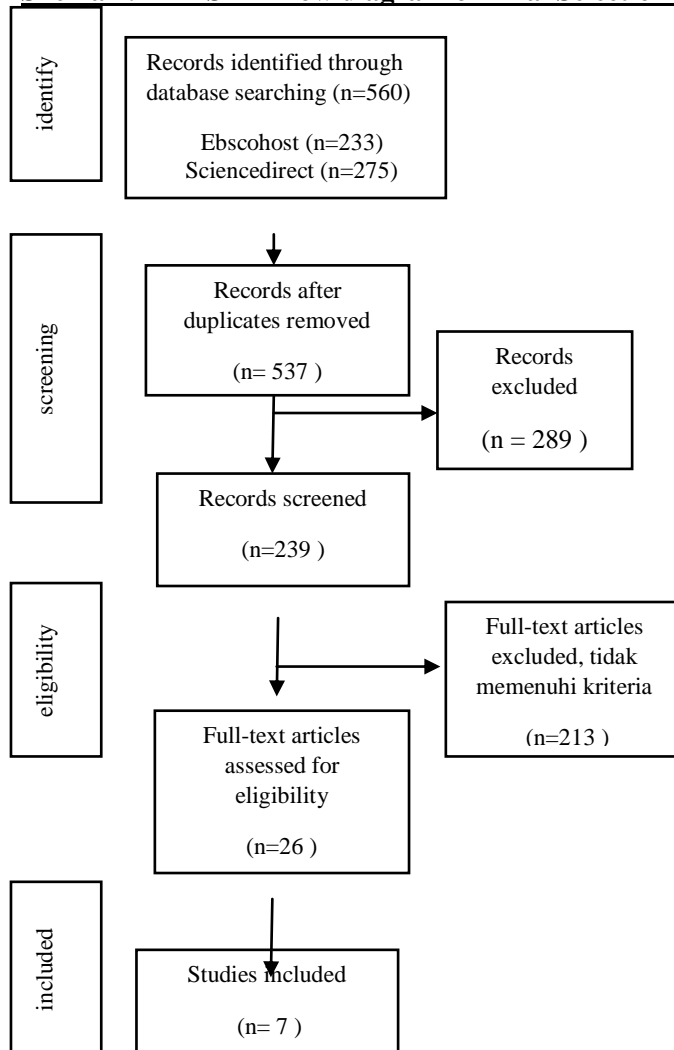 identify
Records identified through
database searching (n=560)
Ebscohost (n=233)
Sciencedirect (n=275)
screening
Records after
duplicates removed
(n= 537 )
Records
excluded
(n = 289 )
Records screened
(n=239 )
eligibility
Full-text articles
excluded, tidak
memenuhi kriteria
(n=213 )
Full-text articles
assessed for
eligibility
(n=26 )
included
Studies included
(n= 7 )